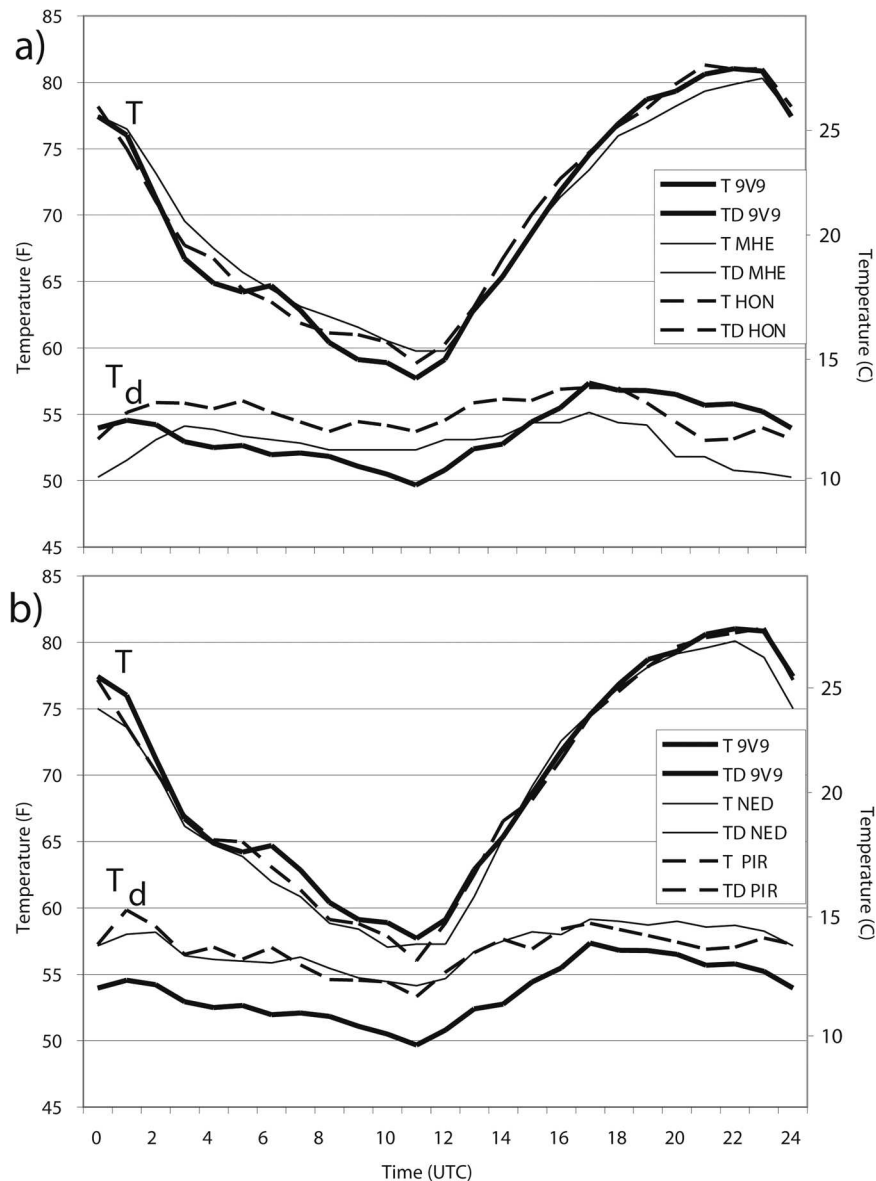 a)
85
80
75
70
65
60
55
50
45
Temperature (F)
T
T
d
T 9V9
TD 9V9
T MHE
TD MHE
T HON
TD HON
25
20
15
10
Temperature (C)
b)
85
80
75
70
65
60
55
50
45
Temperature (F)
T
T
d
T 9V9
TD 9V9
T NED
TD NED
T PIR
TD PIR
25
20
15
10
Temperature (C)
0 2 4 6 8 10 12 14 16 18 20 22 24
Time (UTC)